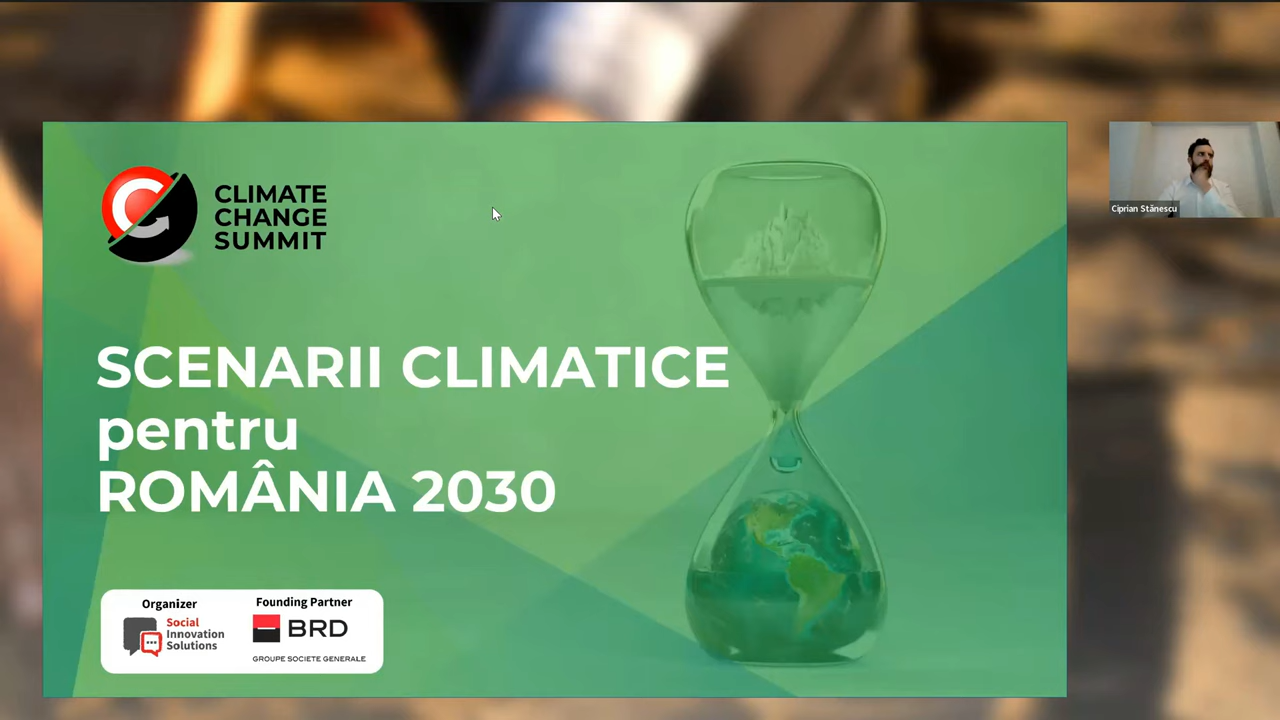 CLIMATE
CHANGE
SUMMIT
SCENARII CLIMATICE
pentru
ROMÂNIA 2030
Organizer
Social
Innovation
Solutions
Founding Partner
BRD
GROUPE SOCIETE GENERALE
Ciprian Stănescu